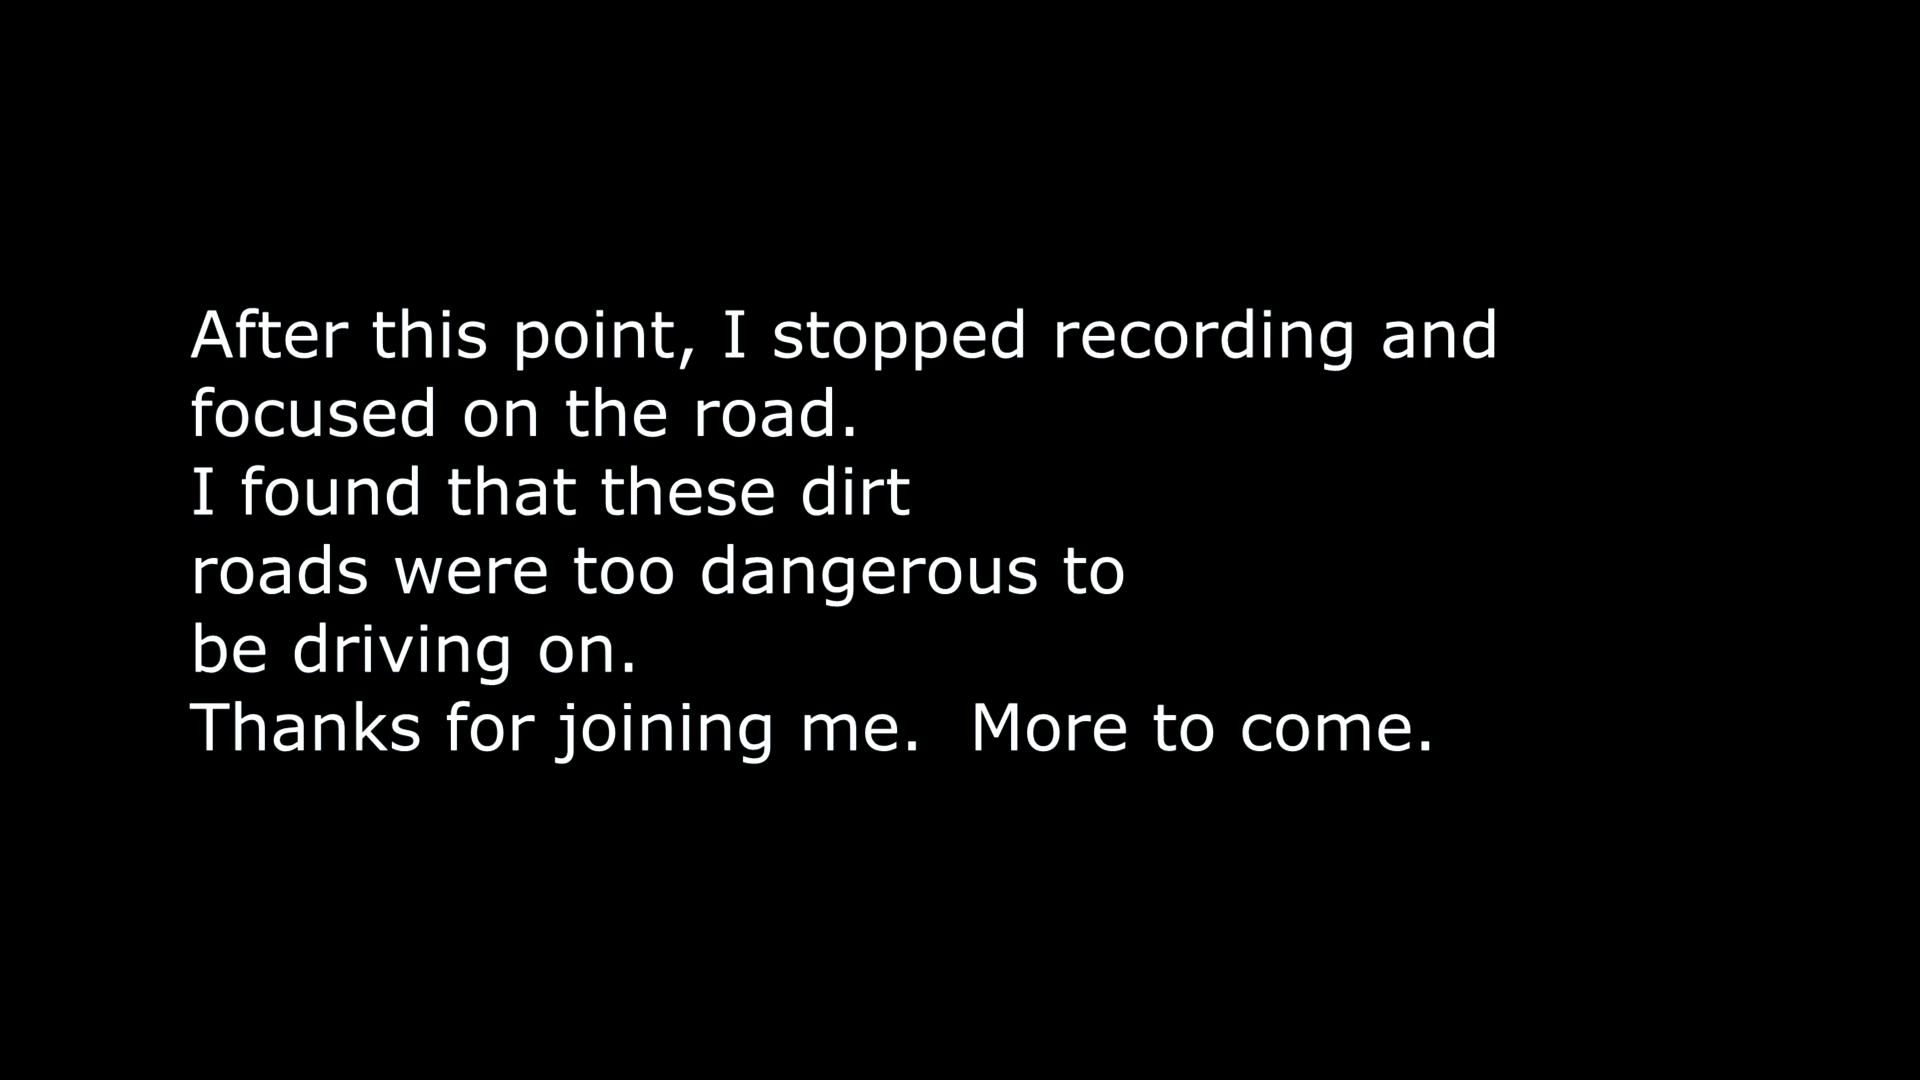 After this point, I stopped recording and
focused on the road.
I found that these dirt
roads were too dangerous to
be driving on.
Thanks for joining me.  More to come.